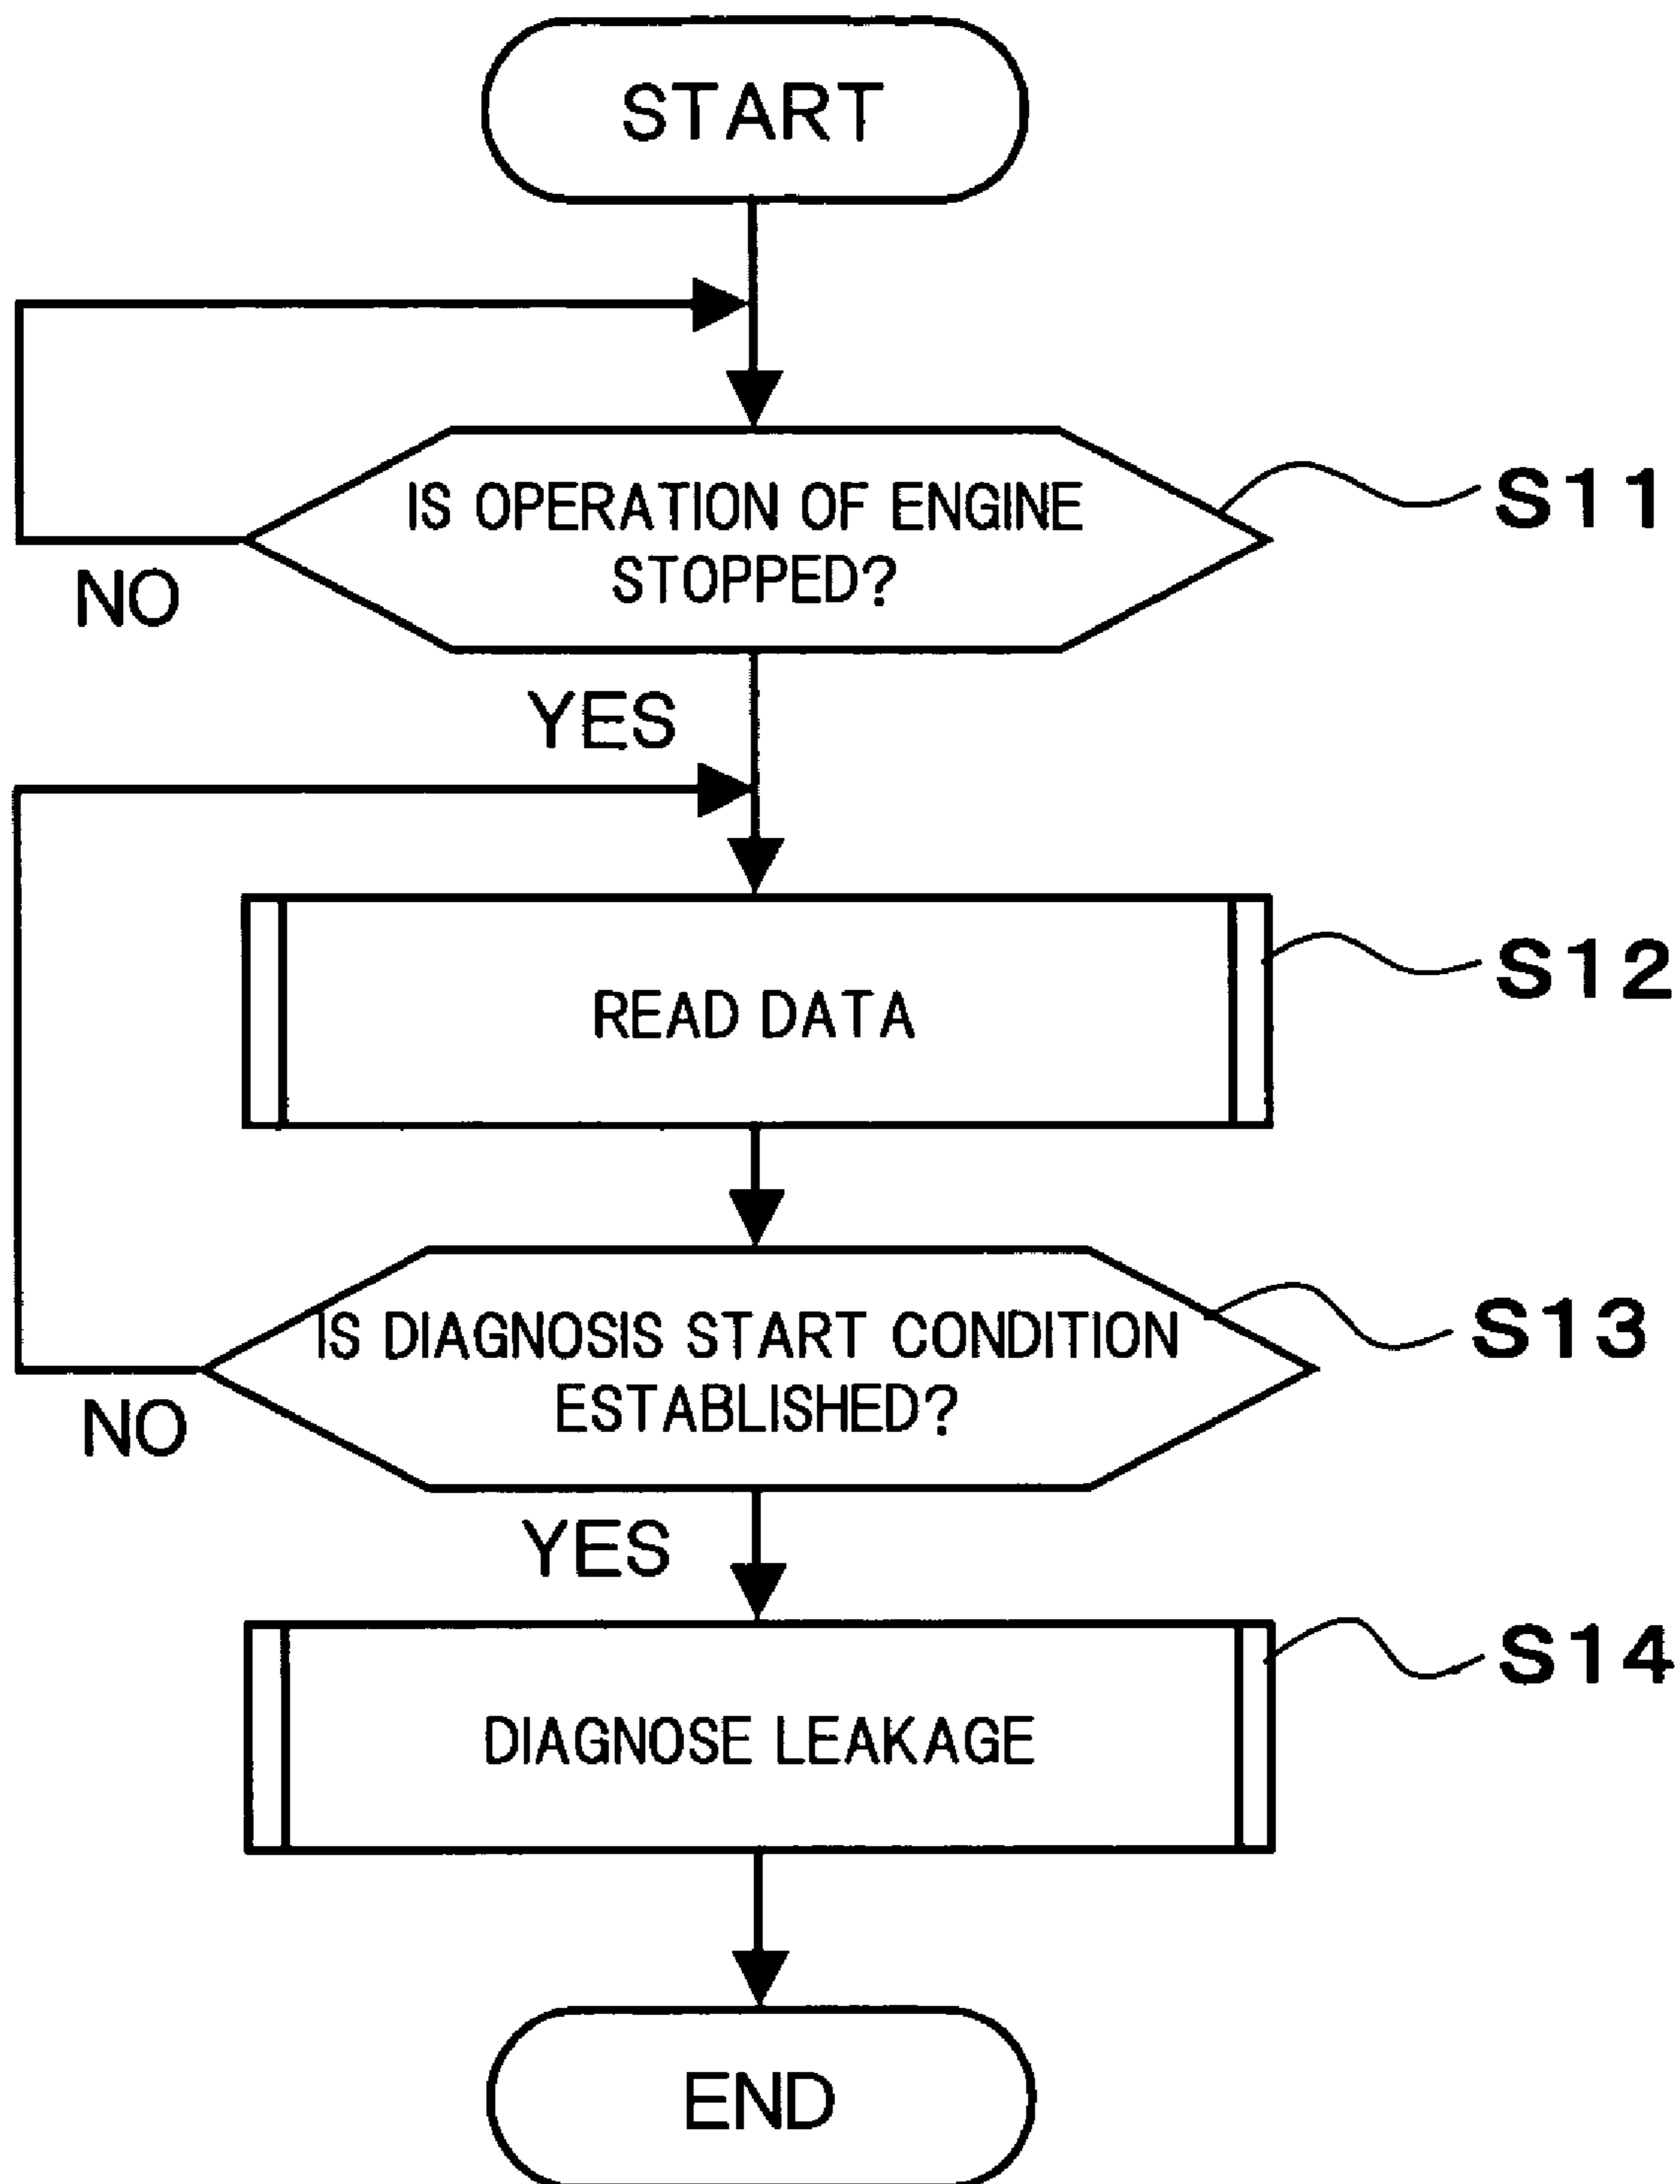 START
IS OPERATION OF ENGINE
STOPPED?
S11
NO
YES
READ DATA
S12
IS DIAGNOSIS START CONDITION
ESTABLISHED?
S13
NO
YES
DIAGNOSE LEAKAGE
S14
END